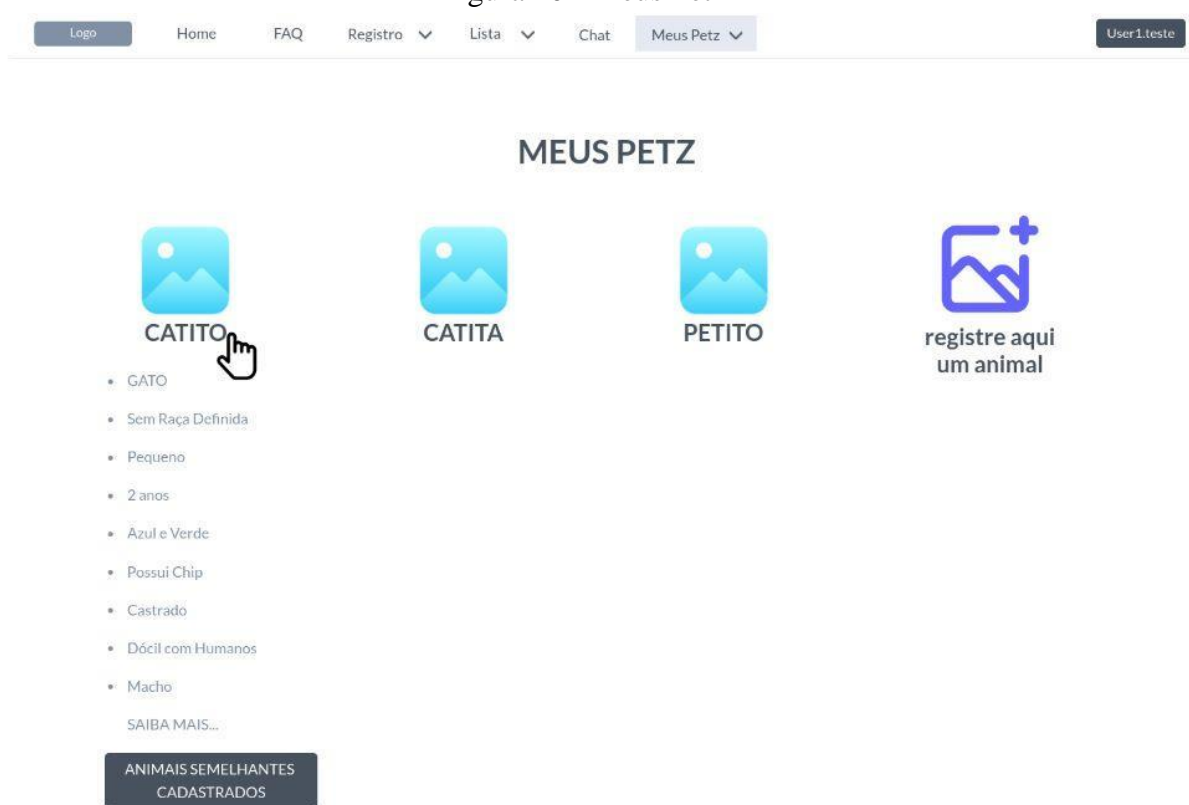 Logo
Home
FAQ
Registro
Lista
Chat
Meus Petz
User1.teste
MEUS PETZ
CATITO
CATITA
PETITO
registre aqui
um animal
• GATO
• Sem Raça Definida
• Pequeno
• 2 anos
• Azul e Verde
• Possui Chip
• Castrado
• Dócil com Humanos
• Macho
SAIBA MAIS...
ANIMAIS SEMELHANTES
CADASTRADOS